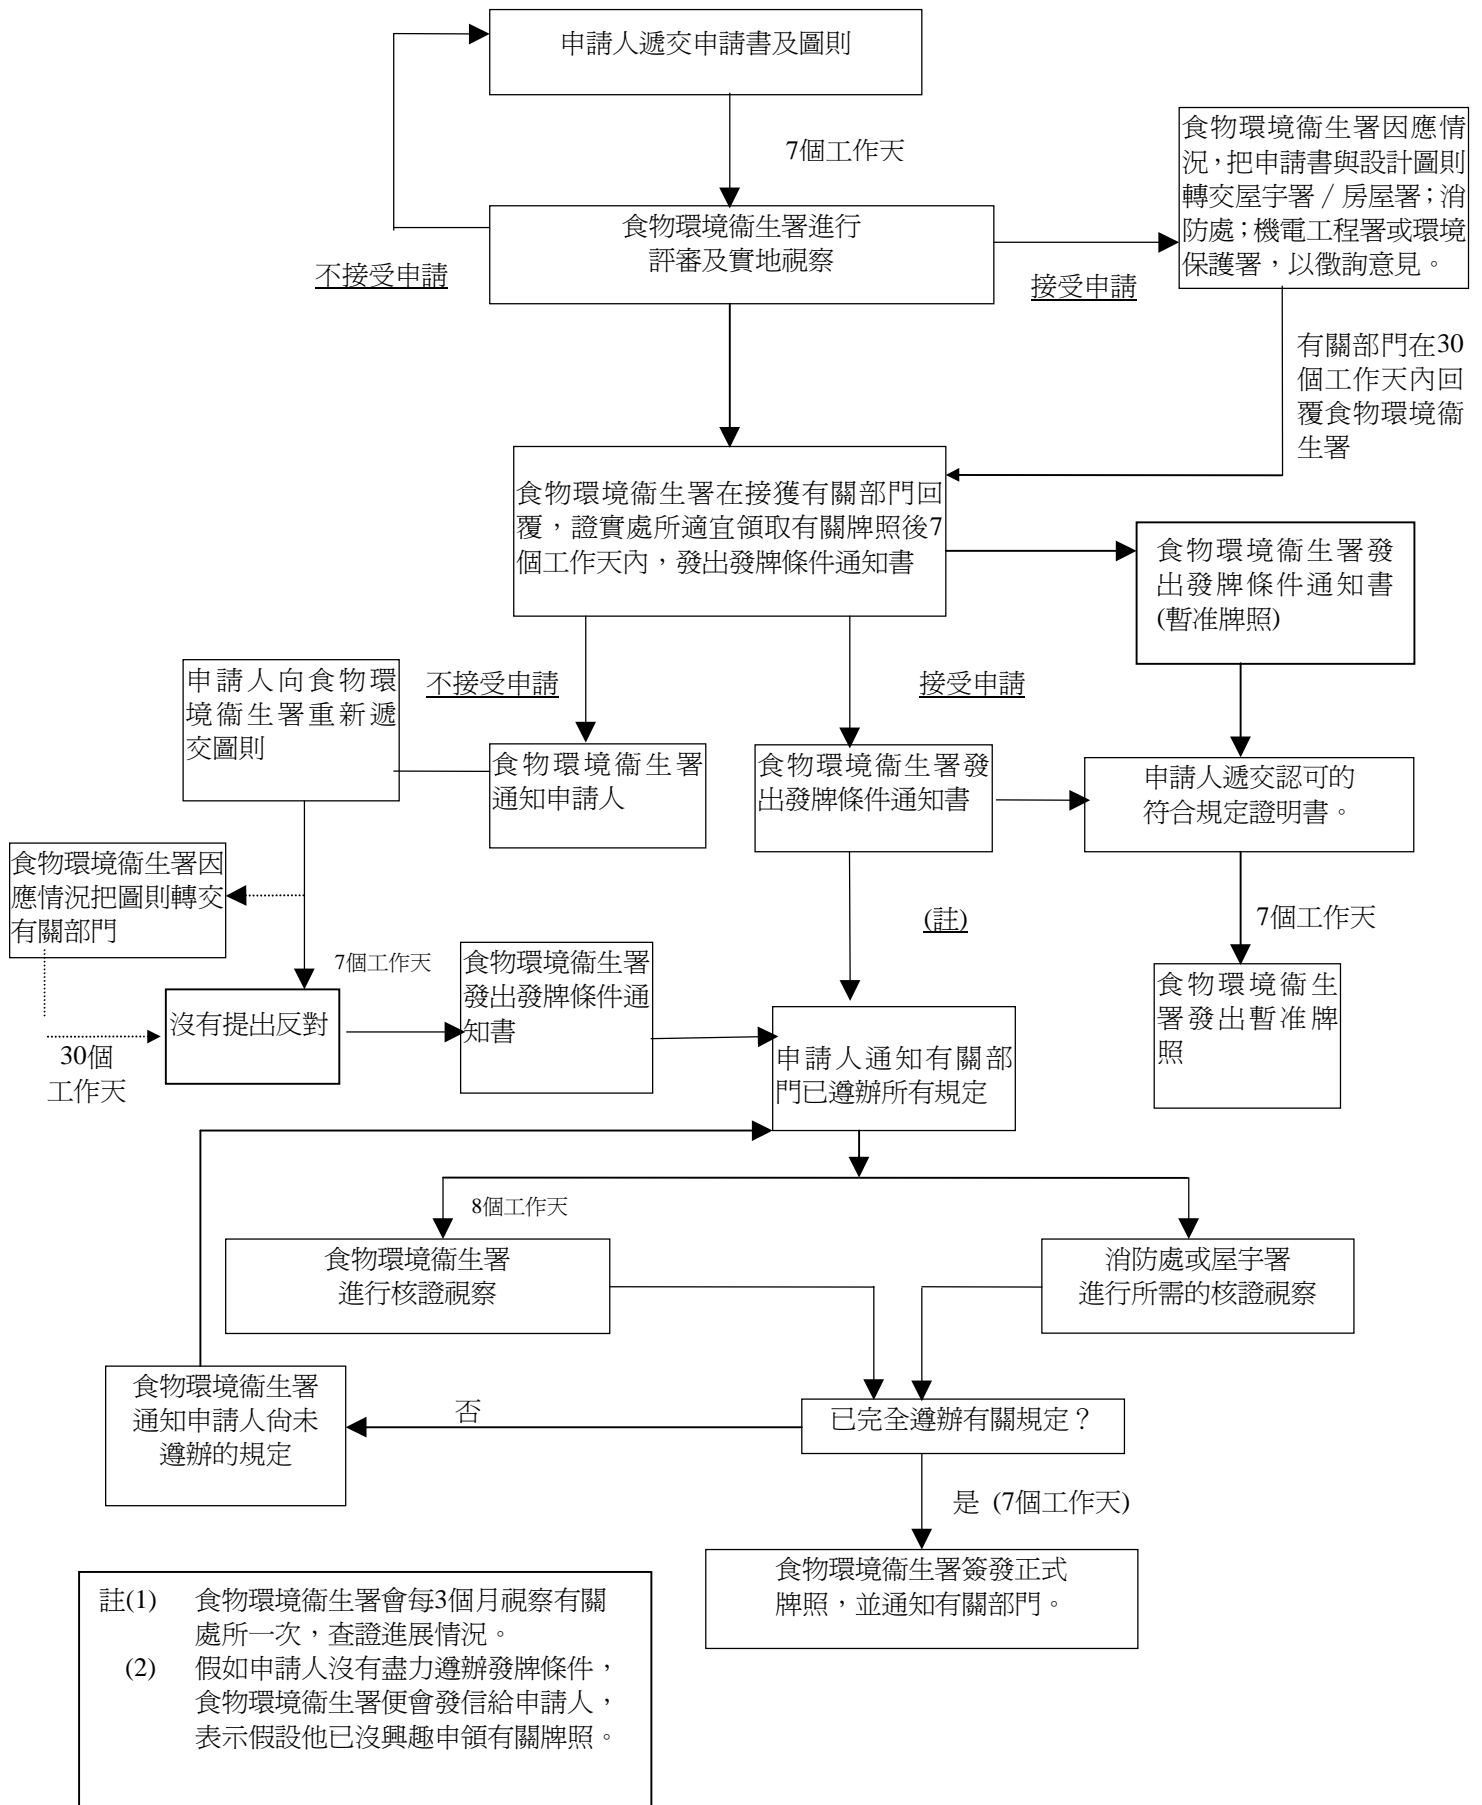 申請人遞交申請書及圖則
7個工作天
食物環境衞生署因應情
況，把申請書與設計圖則
轉交屋宇署／房屋署；消
防處；機電工程署或環境
保護署，以徵詢意見。
食物環境衞生署進行
評審及實地視察
不接受申請
接受申請
有關部門在30
個工作天內回
覆食物環境衞
生署
食物環境衞生署在接獲有關部門回
覆，證實處所適宜領取有關牌照後7
個工作天內，發出發牌條件通知書
食物環境衞生署發
出發牌條件通知書
(暫准牌照)
申請人向食物環
境衞生署重新遞
交圖則
不接受申請
接受申請
食物環境衞生署
通知申請人
食物環境衞生署發
出發牌條件通知書
申請人遞交認可的
符合規定證明書。
食物環境衞生署因
應情況把圖則轉交
有關部門
(註)
7個工作天
7個工作天
食物環境衞生署
發出發牌條件通
知書
食物環境衞生
署發出暫准牌
照
沒有提出反對
30個
工作天
申請人通知有關部
門已遵辦所有規定
8個工作天
食物環境衞生署
進行核證視察
消防處或屋宇署
進行所需的核證視察
食物環境衞生署
通知申請人尚未
遵辦的規定
否
已完全遵辦有關規定？
是 (7個工作天)
食物環境衞生署簽發正式
牌照，並通知有關部門。
註(1) 食物環境衞生署會每3個月視察有關
處所一次，查證進展情況。
(2) 假如申請人沒有盡力遵辦發牌條件，
食物環境衞生署便會發信給申請人，
表示假設他已沒興趣申領有關牌照。